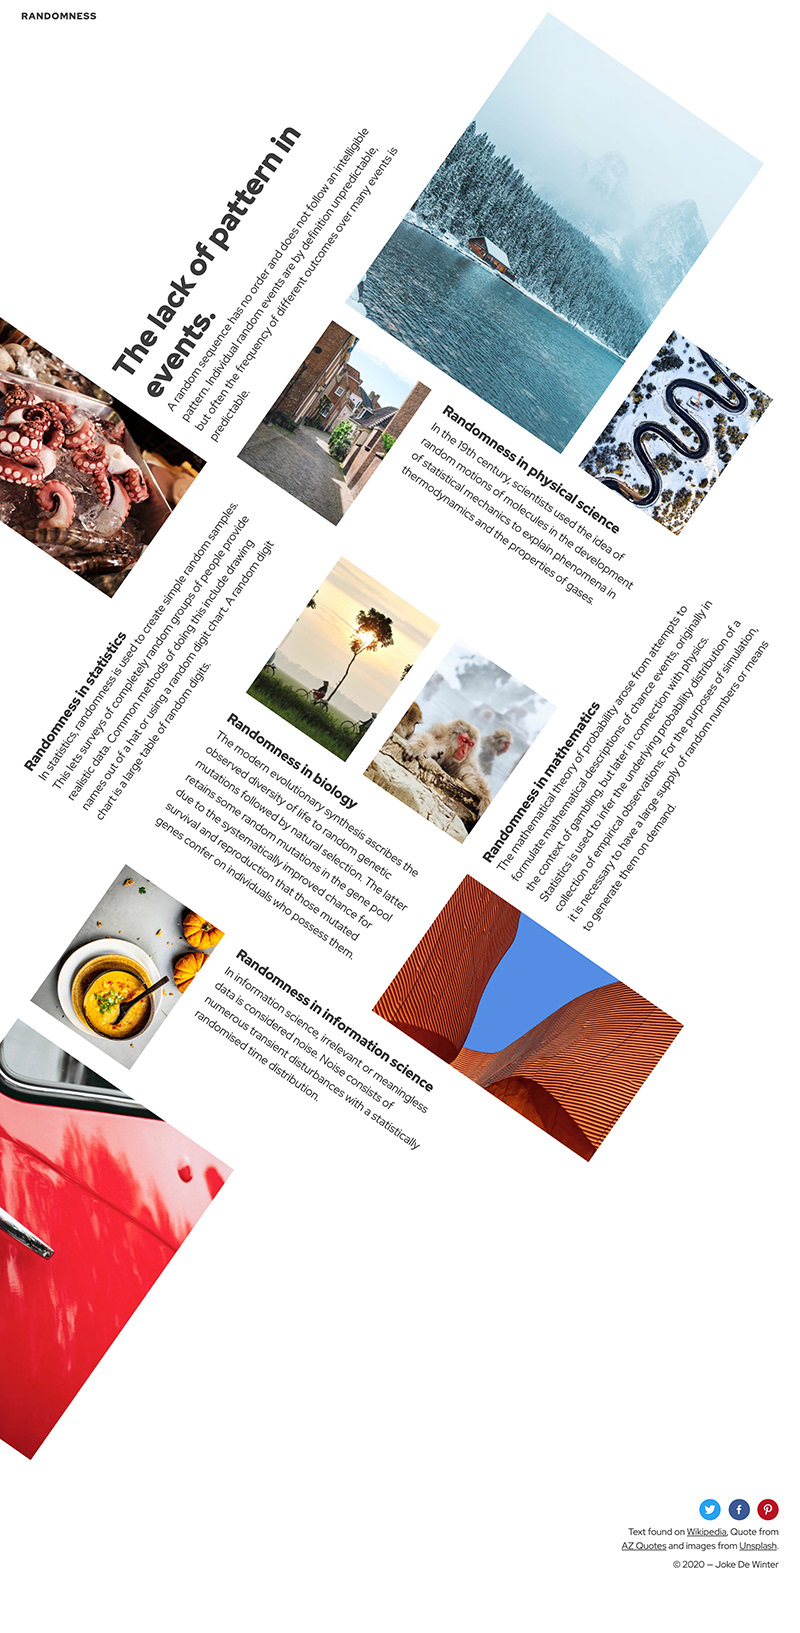 RANDOMNESS
The lack of pattern in
events.
A random sequence has no order and does not follow an intelligible
pattern. Individual random events are by definition unpredictable,
but often the frequency of different outcomes over many events is
predictable.
Randomness in physical science
In the 19th century, scientists used the idea of
random motions of molecules in the development
of statistical mechanics to explain phenomena in
thermodynamics and the properties of gases.
Randomness in statistics
In statistics, randomness is used to create simple random samples.
This lets surveys of completely random groups of people provide
realistic data. Common methods of doing this include drawing
names out of a hat or using a random digit chart. A random digit
chart is a large table of random digits.
Randomness in biology
The modern evolutionary synthesis ascribes the
observed diversity of life to random genetic
mutations followed by natural selection. The latter
retains some random mutations in the gene pool
due to the systematically improved chance for
survival and reproduction that those mutated
genes confer on individuals who possess them.
Randomness in mathematics
The mathematical theory of probability arose from attempts to
formulate mathematical descriptions of chance events, originally in
the context of gambling, but later in connection with physics.
Statistics is used to infer the underlying probability distribution of a
collection of empirical observations. For the purposes of simulation,
it is necessary to have a large supply of random numbers or means
to generate them on demand.
Randomness in information science
In information science, irrelevant or meaningless
data is considered noise. Noise consists of
numerous transient disturbances with a statistically
randomised time distribution.
Text found on Wikipedia, Quote from
AZ Quotes and images from Unsplash.
© 2020 — Joke De Winter